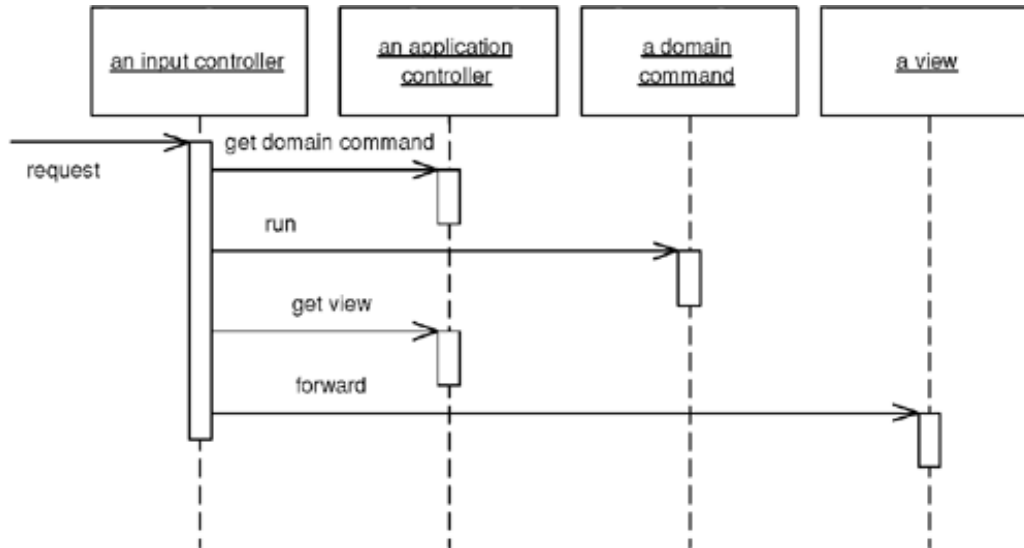 an input controller
an application
controller
a domain
command
a view
request
get domain command
run
get view
forward